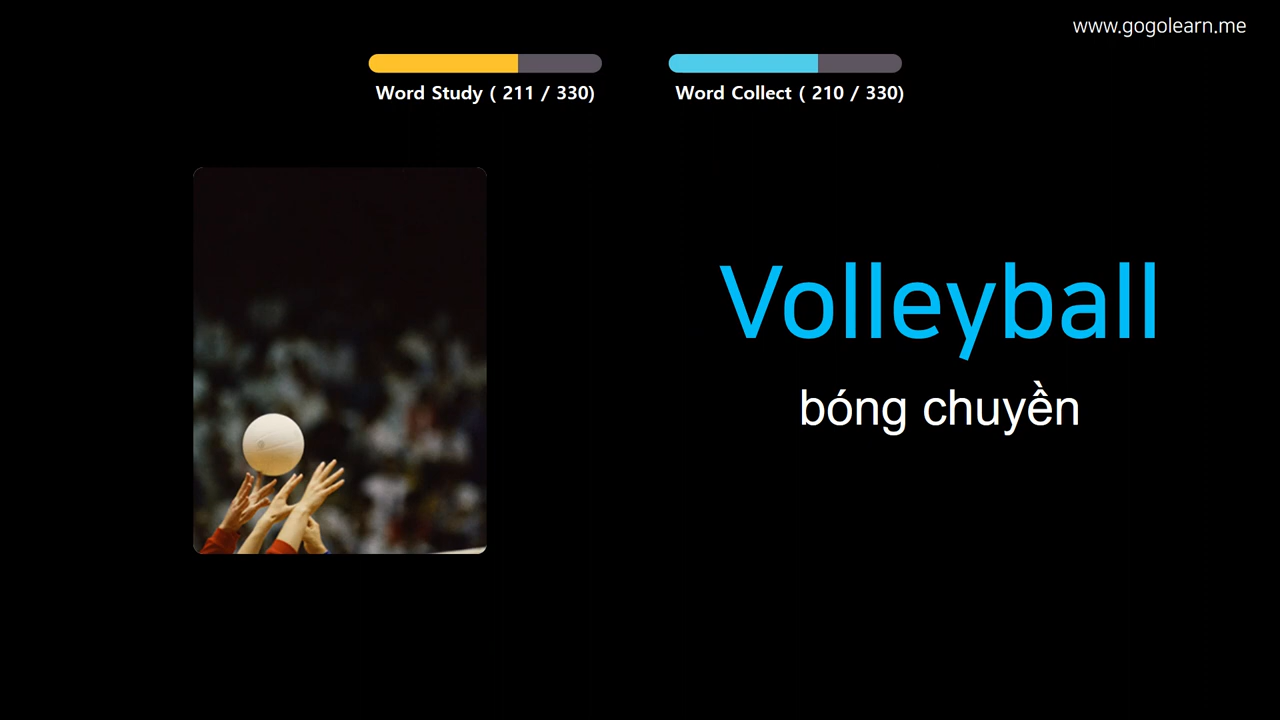 www.gogolearn.me
Word Study ( 211 / 330)
Word Collect ( 210 / 330)
Volleyball
bóng chuyền